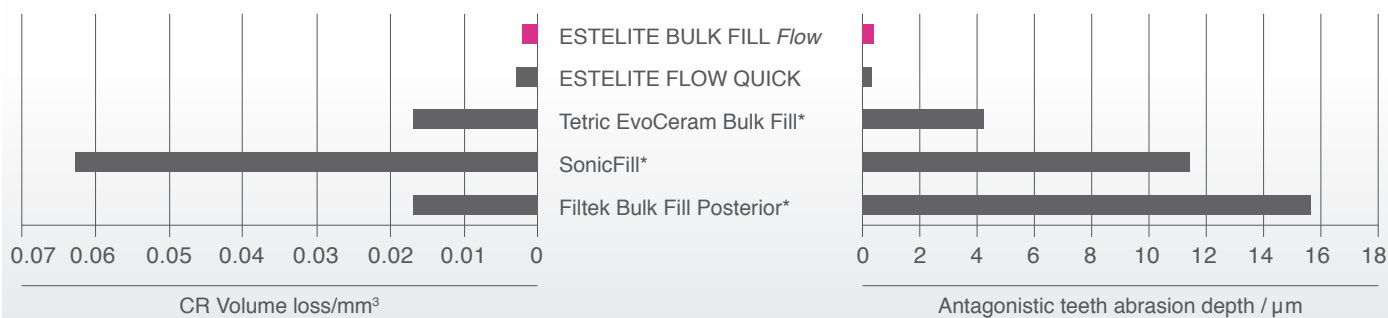 ESTELITE BULK FILL Flow
ESTELITE FLOW QUICK
Tetric EvoCeram Bulk Fill*
SonicFill*
Filtek Bulk Fill Posterior*
0.07 0.06 0.05 0.04 0.03 0.02 0.01 0
CR Volume loss/mm³
0 2 4 6 8 10 12 14 16 18
Antagonistic teeth abrasion depth / µm